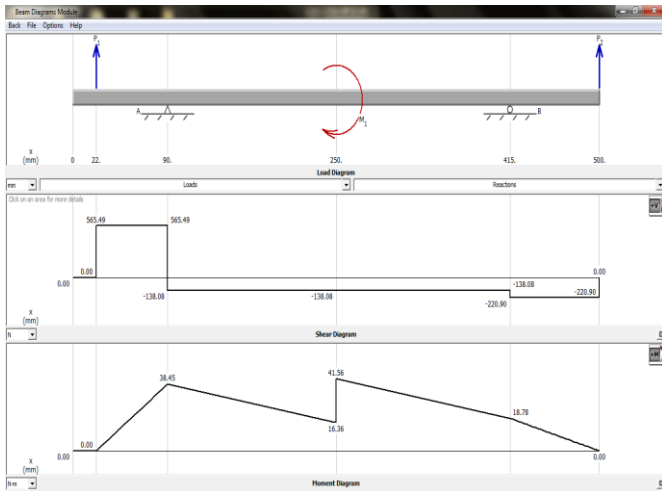 Beam Diagrams Module
Back File Options Help
P1 P2
A B
M1
x
(mm) 0 22. 90. 250. 415. 500.
Load Diagram
mm Loads Reactions
Click on an area for more details
+V
565.49 565.49
0.00 0.00 0.00
-138.08 -138.08 -138.08
-220.90 -220.90
x
(mm)
N Shear Diagram
+M
38.45 41.56
16.36 18.78
0.00 0.00 0.00
x
(mm)
N-m Moment Diagram